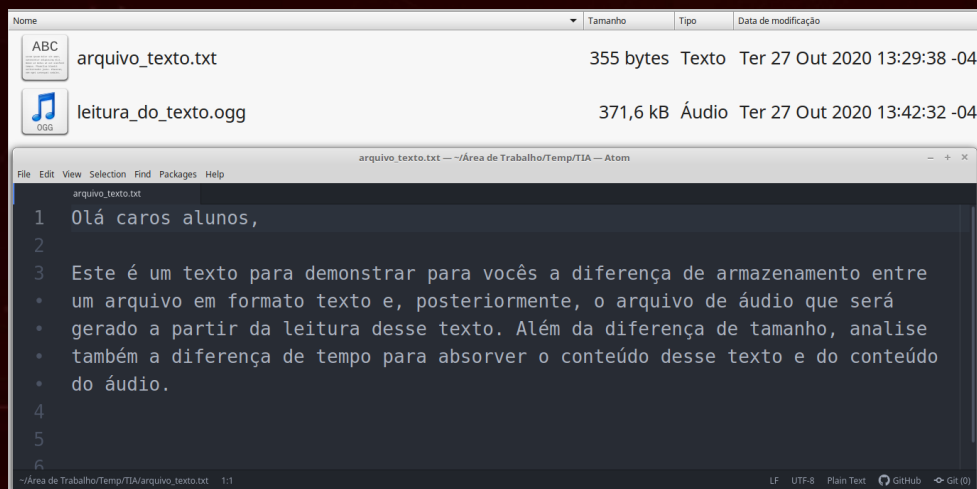 Nome Tamanho Tipo Data de modificação
ABC
arquivo_texto.txt 355 bytes Texto Ter 27 Out 2020 13:29:38 -04
OGG
leitura_do_texto.ogg 371,6 kB Áudio Ter 27 Out 2020 13:42:32 -04
arquivo_texto.txt — ~/Área de Trabalho/Temp/TIA — Atom
File Edit View Selection Find Packages Help
arquivo_texto.txt
1 Olá caros alunos,
2
3 Este é um texto para demonstrar para vocês a diferença de armazenamento entre
um arquivo em formato texto e, posteriormente, o arquivo de áudio que será
gerado a partir da leitura desse texto. Além da diferença de tamanho, analise
também a diferença de tempo para absorver o conteúdo desse texto e do conteúdo
do áudio.
4
5
6
~/Área de Trabalho/Temp/TIA/arquivo_texto.txt 1:1 LF UTF-8 Plain Text GitHub Git (0)